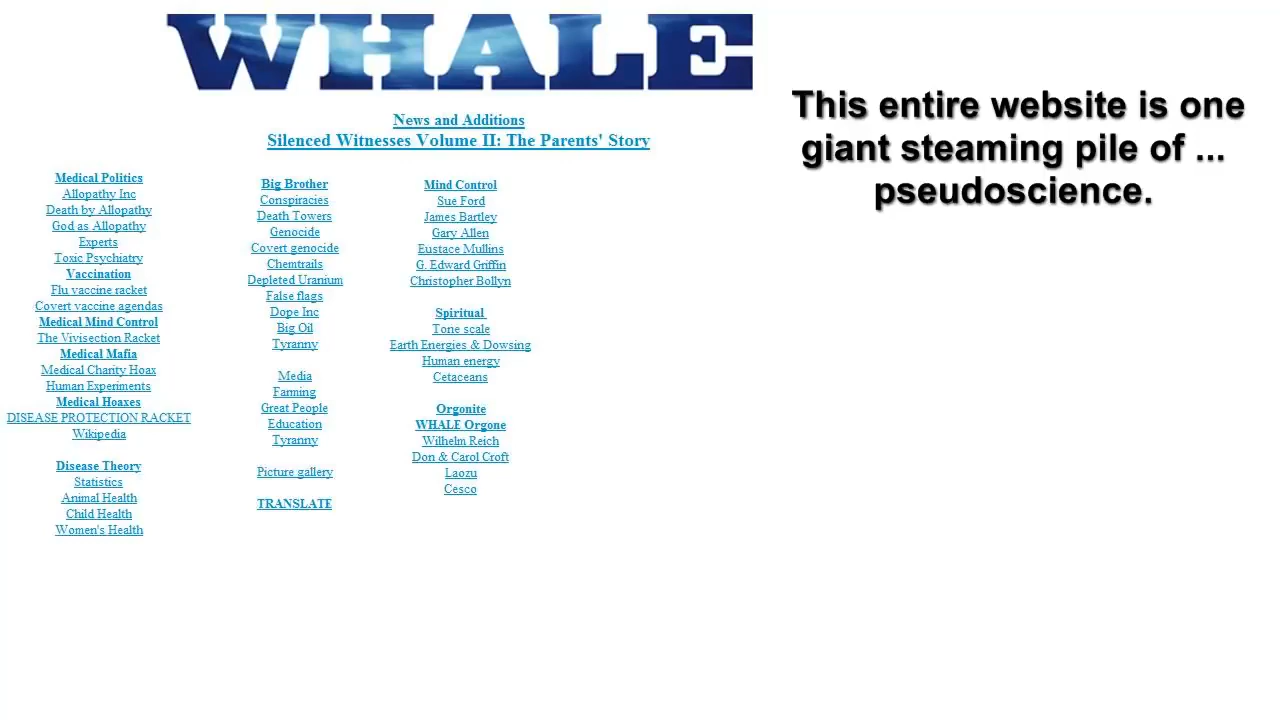 WHALE
This entire website is one
giant steaming pile of ...
pseudoscience.
News and Additions
Silenced Witnesses Volume II: The Parents' Story
Medical Politics
Allopathy Inc
Death by Allopathy
God as Allopathy
Experts
Toxic Psychiatry
Vaccination
Flu vaccine racket
Covert vaccine agendas
Medical Mind Control
The Vivisection Racket
Medical Mafia
Medical Charity Hoax
Human Experiments
Medical Hoaxes
DISEASE PROTECTION RACKET
Wikipedia
Disease Theory
Statistics
Animal Health
Child Health
Women's Health
Big Brother
Conspiracies
Death Towers
Genocide
Covert genocide
Chemtrails
Depleted Uranium
False flags
Dope Inc
Big Oil
Tyranny
Media
Farming
Great People
Education
Tyranny
Picture gallery
TRANSLATE
Mind Control
Sue Ford
James Bartley
Gary Allen
Eustace Mullins
G. Edward Griffin
Christopher Bollyn
Spiritual
Tone scale
Earth Energies & Dowsing
Human energy
Cetaceans
Orgonite
WHALE Orgone
Wilhelm Reich
Don & Carol Croft
Laozu
Cesco